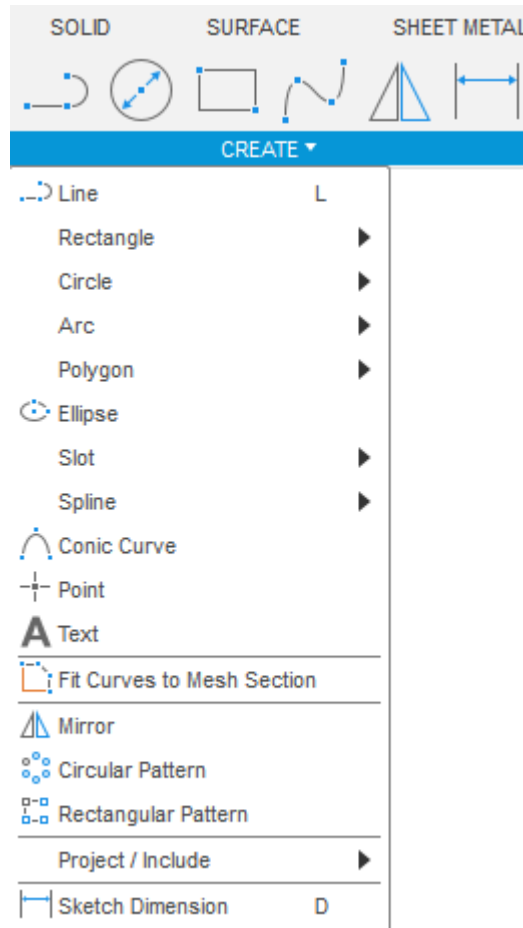 SOLID SURFACE SHEET METAL
CREATE
Line L
Rectangle
Circle
Arc
Polygon
Ellipse
Slot
Spline
Conic Curve
Point
A Text
Fit Curves to Mesh Section
Mirror
Circular Pattern
Rectangular Pattern
Project / Include
Sketch Dimension D